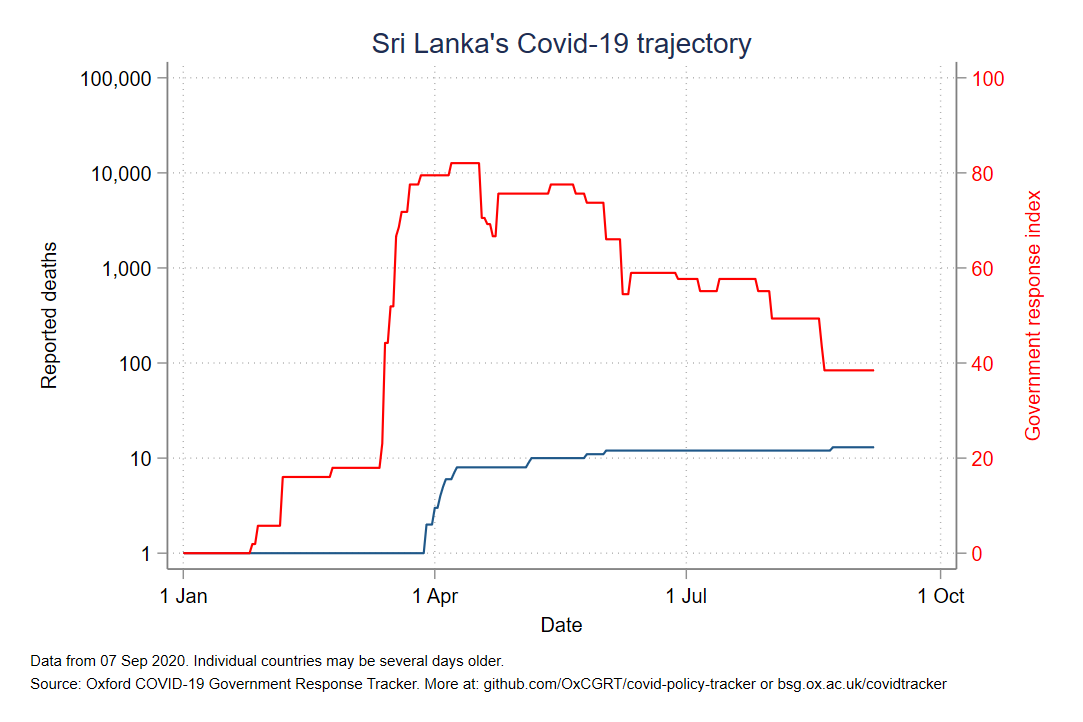 Sri Lanka's Covid-19 trajectory
100,000
10,000
1,000
100
10
1
Reported deaths
100
80
60
40
20
0
Government response index
1 Jan
1 Apr
1 Jul
1 Oct
Date
Data from 07 Sep 2020. Individual countries may be several days older.
Source: Oxford COVID-19 Government Response Tracker. More at: github.com/OxCGRT/covid-policy-tracker or bsg.ox.ac.uk/covidtracker